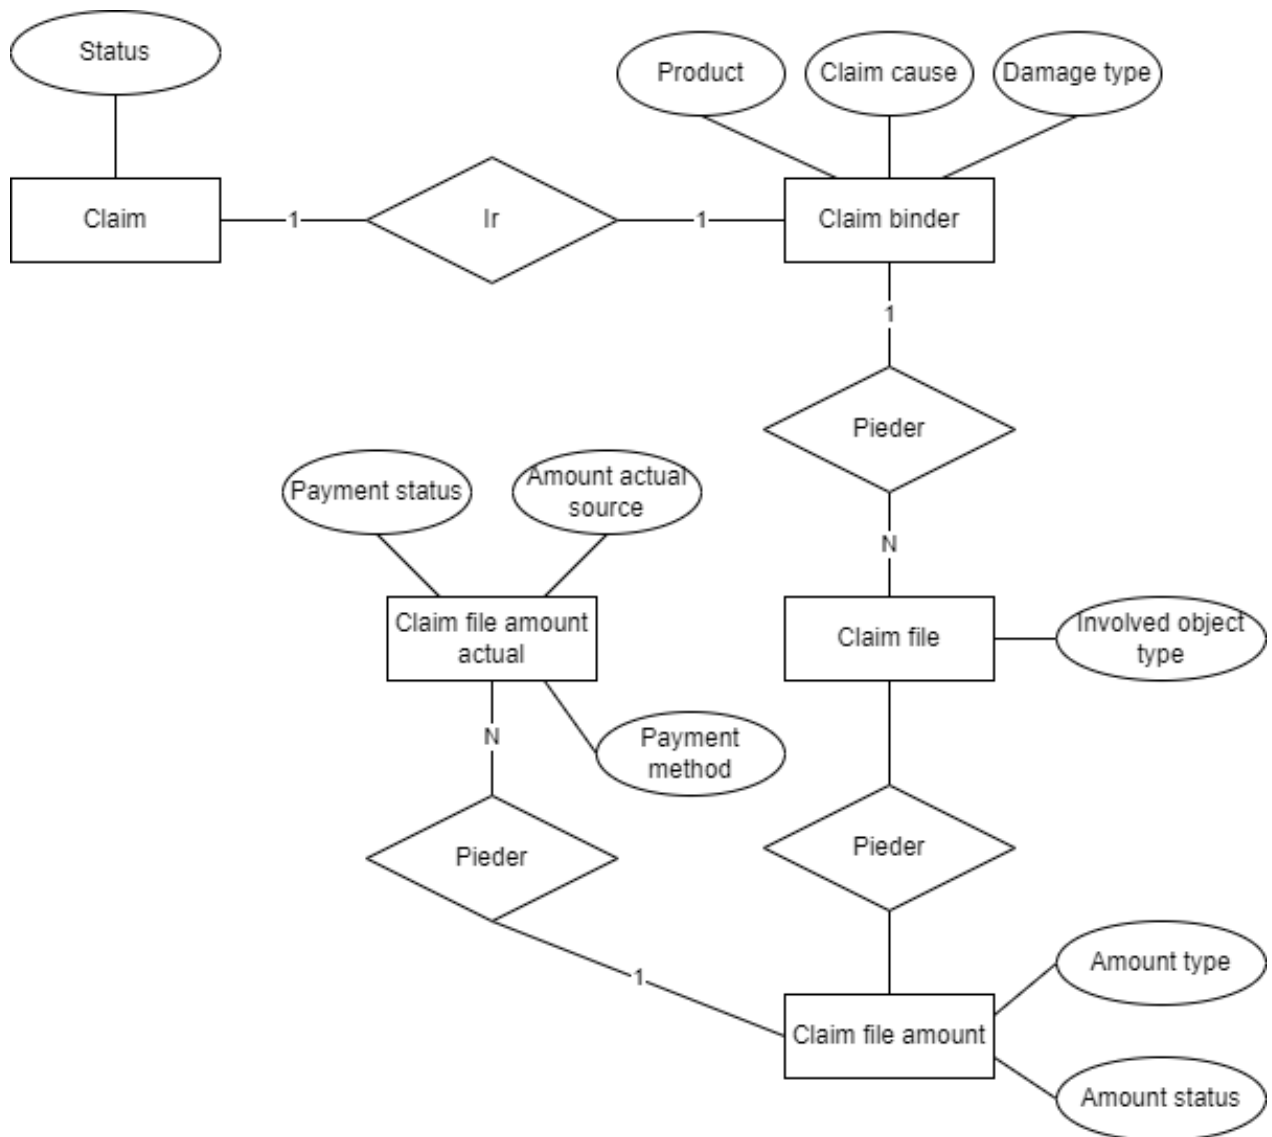 Status
Product
Claim cause
Damage type
Claim
1
Ir
1
Claim binder
1
Pieder
Payment status
Amount actual
source
N
Claim file amount
actual
Claim file
Involved object
type
N
Payment
method
Pieder
Pieder
Amount type
1
Claim file amount
Amount status